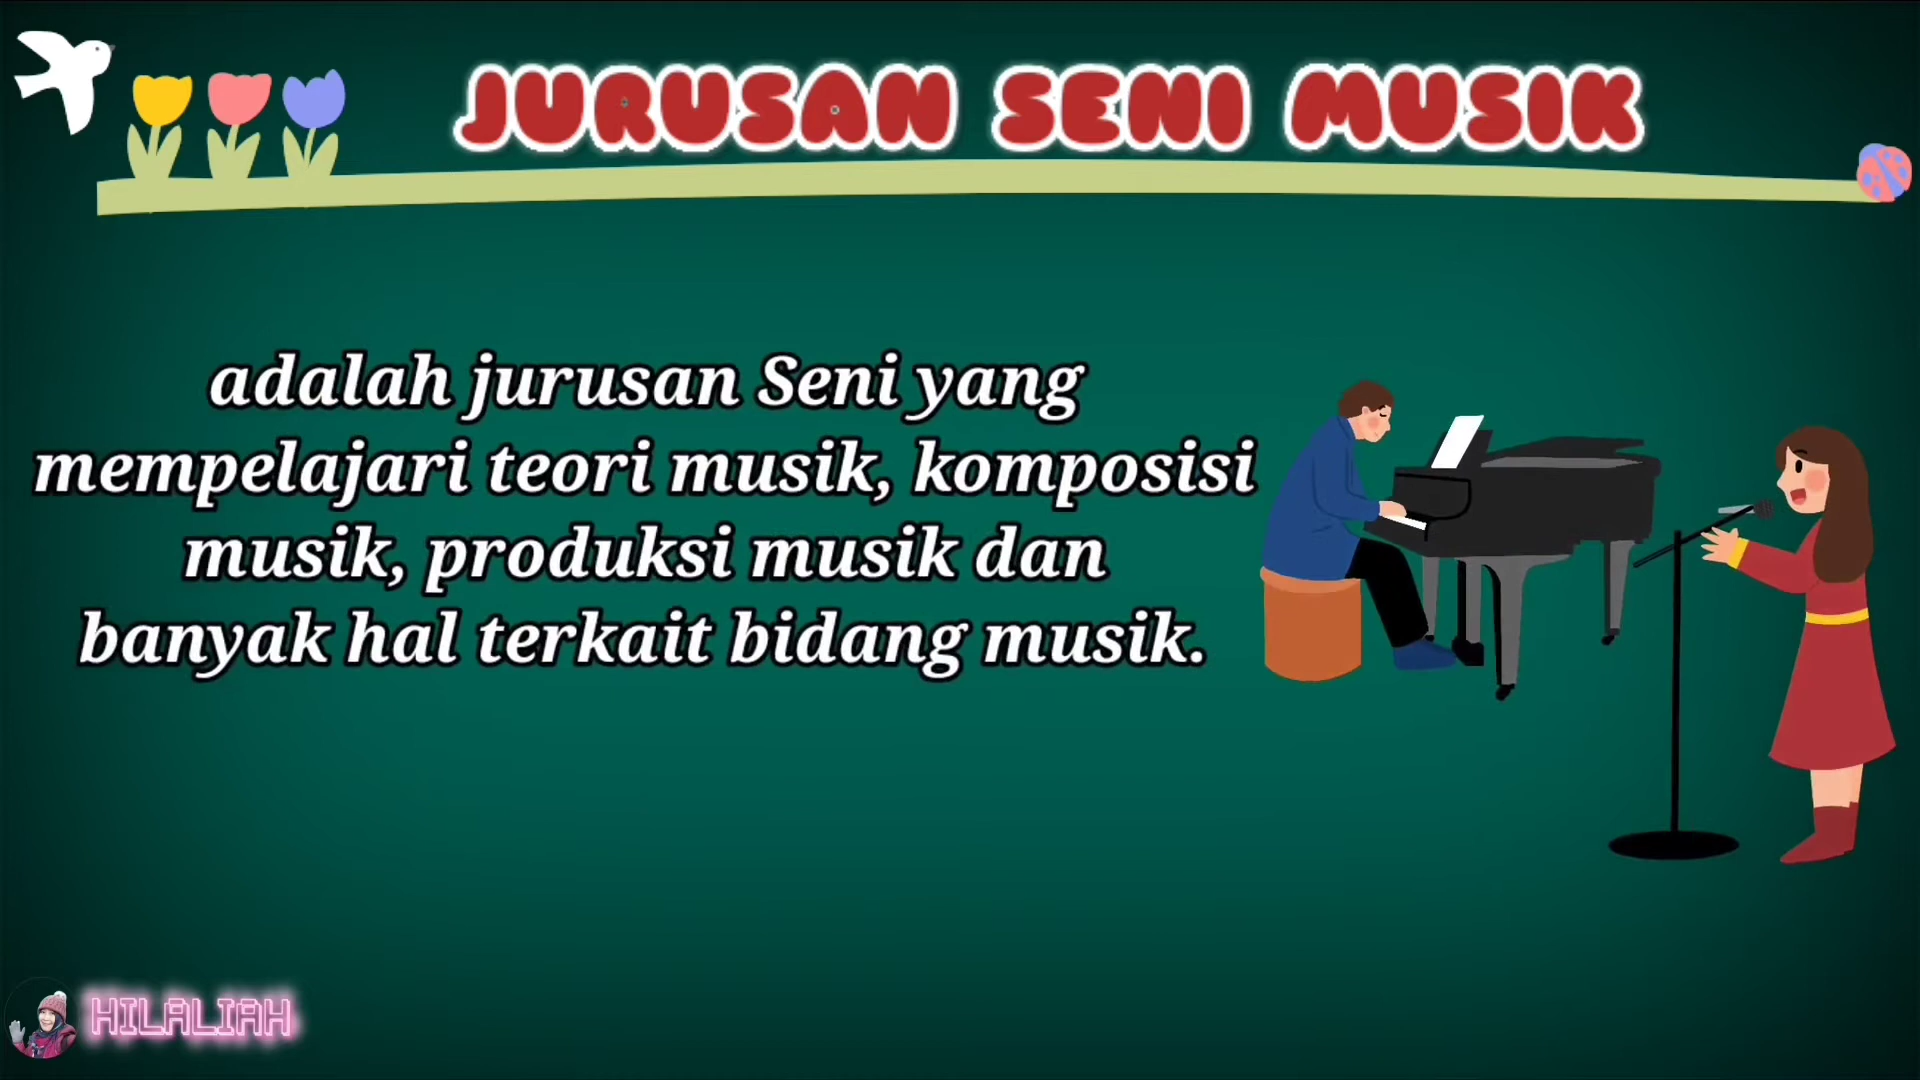 JURUSAN SENI MUSIK
adalah jurusan Seni yang
mempelajari teori musik, komposisi
musik, produksi musik dan
banyak hal terkait bidang musik.
HILALIAH